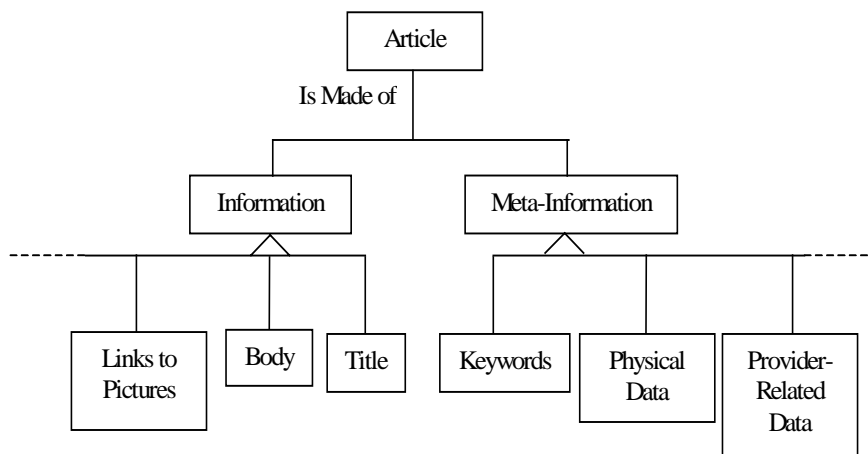 Article
Is Made of
Information
Meta-Information
Links to
Pictures
Body
Title
Keywords
Physical
Data
Provider-
Related
Data